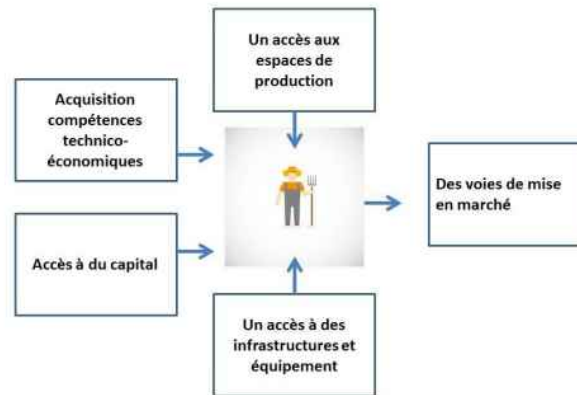 Un accès aux
espaces de
production
Acquisition
compétences
technico-
économiques
Des voies de mise
en marché
Accès à du capital
Un accès à des
infrastructures et
équipement